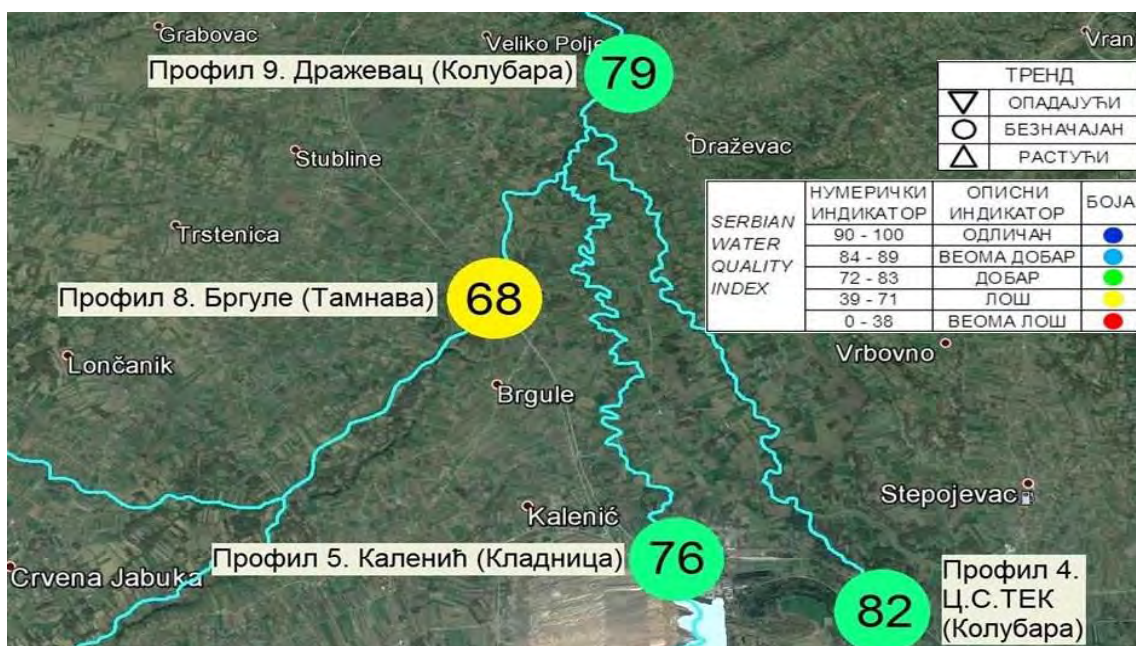 Grabovac
Veliko Polje
Vran
Профил 9. Дражевац (Колубара)
79
ТРЕНД
ОПАДАЈУЋИ
БЕЗНАЧАЈАН
РАСТУЋИ
Stubline
Draževac
SERBIAN
WATER
QUALITY
INDEX
НУМЕРИЧКИ
ИНДИКАТОР
ОПИСНИ
ИНДИКАТОР
БОЈА
90 - 100 ОДЛИЧАН
84 - 89 ВЕОМА ДОБАР
72 - 83 ДОБАР
39 - 71 ЛОШ
0 - 38 ВЕОМА ЛОШ
Trstenica
Профил 8. Бргуле (Тамнава)
68
Vrbovno
Lončanik
Brgule
Stepojevac
Kalenić
Профил 5. Каленић (Кладница)
76
Crvena Jabuka
82
Профил 4.
Ц.С.ТЕК
(Колубара)